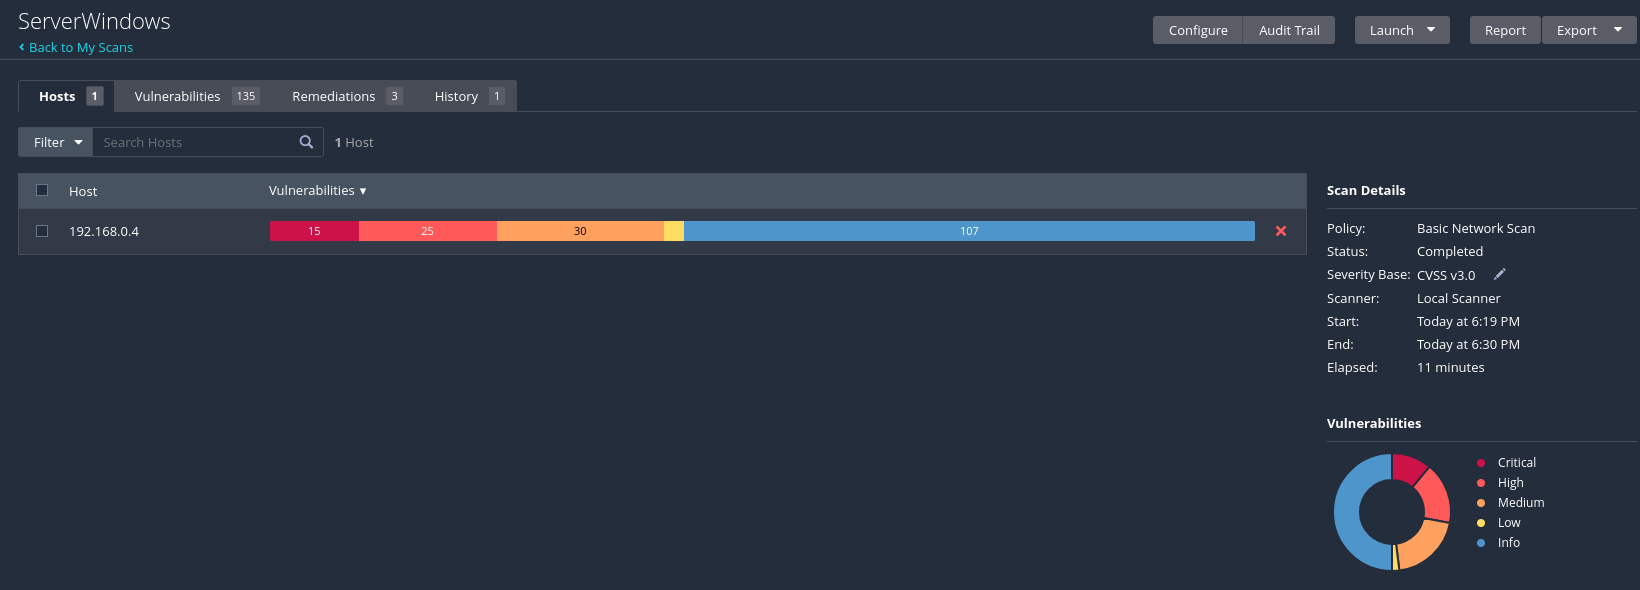 ServerWindows
Back to My Scans
Configure Audit Trail Launch Report Export
Hosts 1 Vulnerabilities 135 Remediations 3 History 1
Filter Search Hosts 1 Host
Host Vulnerabilities
192.168.0.4 15 25 30 107
Scan Details
Policy: Basic Network Scan
Status: Completed
Severity Base: CVSS v3.0
Scanner: Local Scanner
Start: Today at 6:19 PM
End: Today at 6:30 PM
Elapsed: 11 minutes
Vulnerabilities
Critical
High
Medium
Low
Info